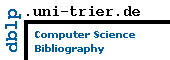 dblp.uni-trier.de
Computer Science
Bibliography